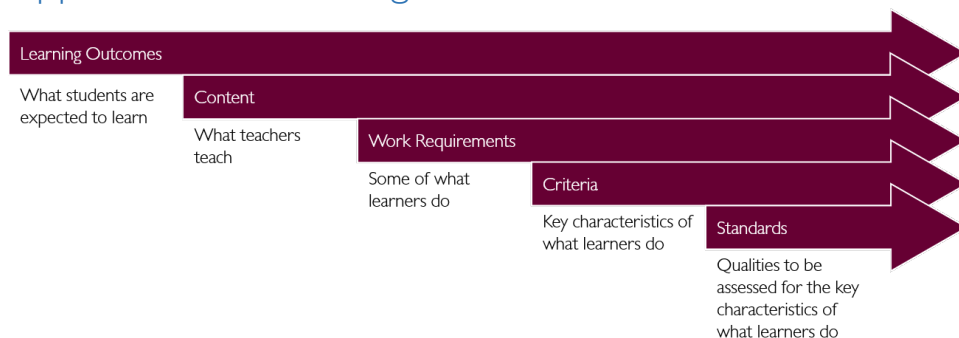 Learning Outcomes
What students are
expected to learn
Content
What teachers
teach
Work Requirements
Some of what
learners do
Criteria
Key characteristics of
what learners do
Standards
Qualities to be
assessed for the key
characteristics of
what learners do